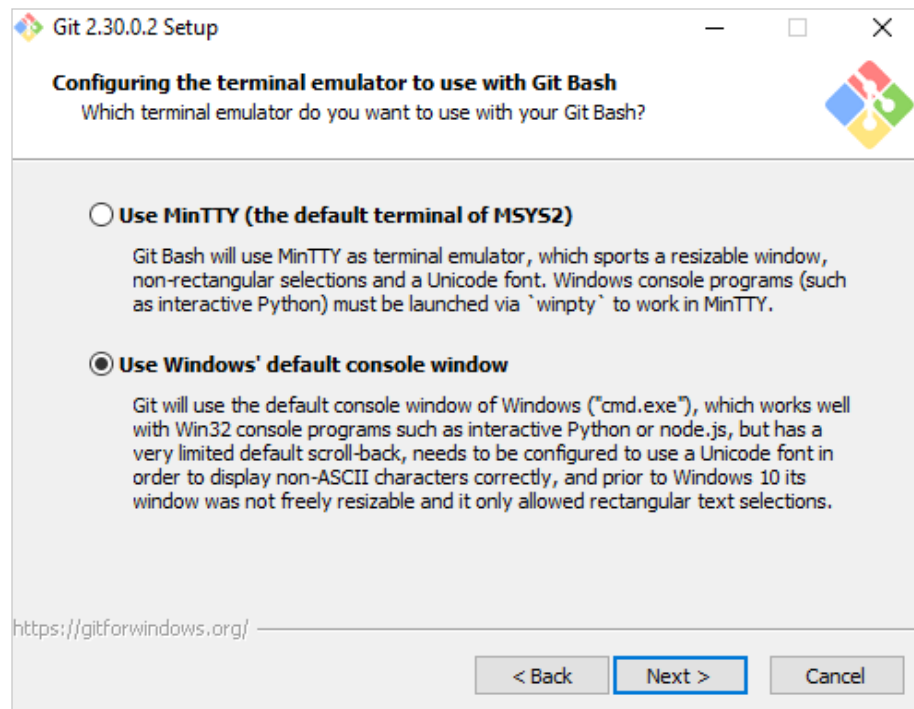 Git 2.30.0.2 Setup
Configuring the terminal emulator to use with Git Bash
Which terminal emulator do you want to use with your Git Bash?
Use MinTTY (the default terminal of MSYS2)
Git Bash will use MinTTY as terminal emulator, which sports a resizable window,
non-rectangular selections and a Unicode font. Windows console programs (such
as interactive Python) must be launched via `winpty` to work in MinTTY.
Use Windows' default console window
Git will use the default console window of Windows ("cmd.exe"), which works well
with Win32 console programs such as interactive Python or node.js, but has a
very limited default scroll-back, needs to be configured to use a Unicode font in
order to display non-ASCII characters correctly, and prior to Windows 10 its
window was not freely resizable and it only allowed rectangular text selections.
https://gitforwindows.org/
< Back Next > Cancel